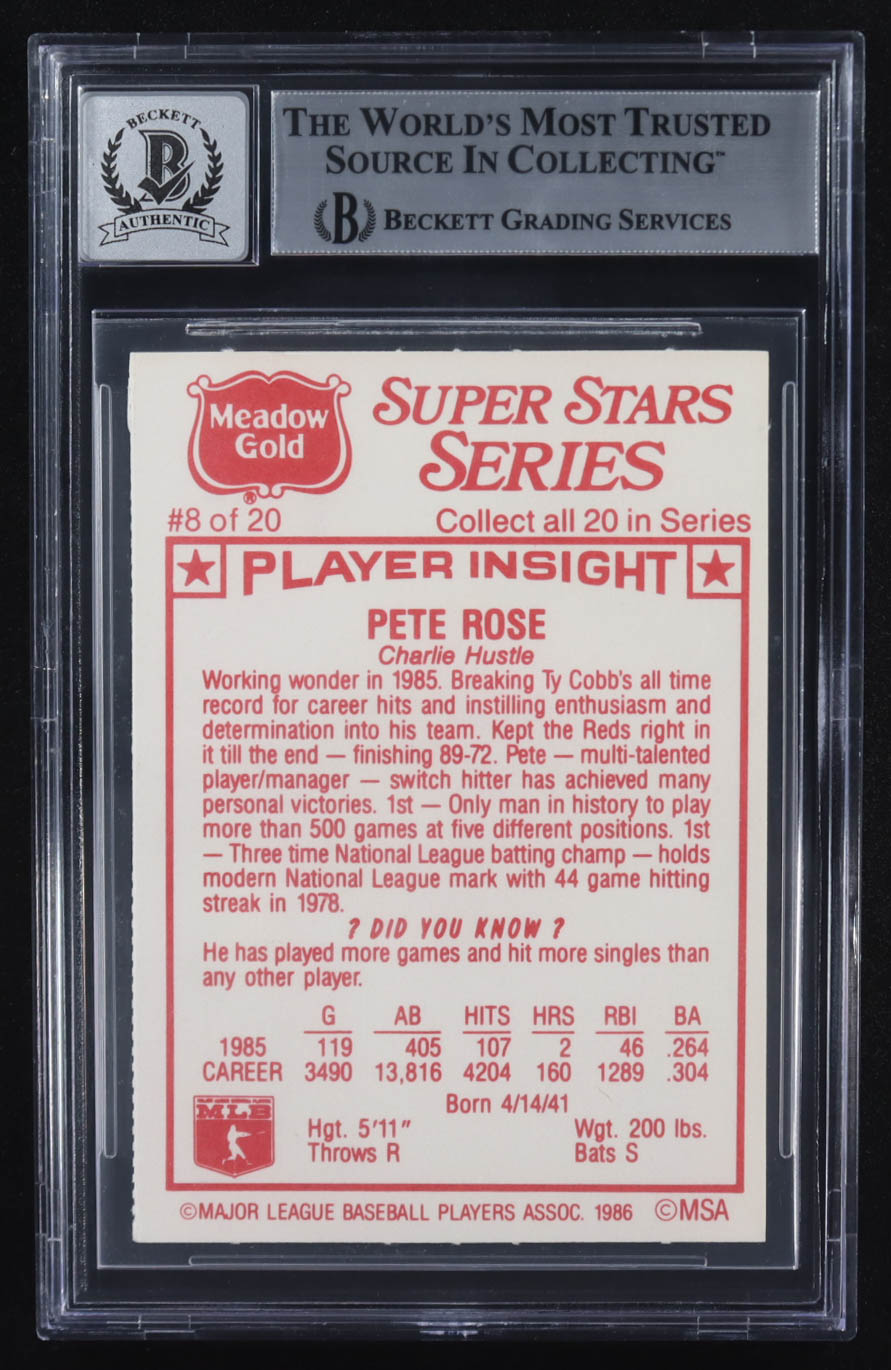 BECKETT
B
AUTHENTIC
THE WORLD'S MOST TRUSTED
SOURCE IN COLLECTING™
B BECKETT GRADING SERVICES
Meadow
Gold
®
SUPER STARS
SERIES
#8 of 20 Collect all 20 in Series
★ PLAYER INSIGHT ★
PETE ROSE
Charlie Hustle
Working wonder in 1985. Breaking Ty Cobb's all time
record for career hits and instilling enthusiasm and
determination into his team. Kept the Reds right in
it till the end — finishing 89-72. Pete — multi-talented
player/manager — switch hitter has achieved many
personal victories. 1st — Only man in history to play
more than 500 games at five different positions. 1st
— Three time National League batting champ — holds
modern National League mark with 44 game hitting
streak in 1978.
? DID YOU KNOW ?
He has played more games and hit more singles than
any other player.
G AB HITS HRS RBI BA
1985 119 405 107 2 46 .264
CAREER 3490 13,816 4204 160 1289 .304
MLB
Born 4/14/41
Hgt. 5'11" Wgt. 200 lbs.
Throws R Bats S
©MAJOR LEAGUE BASEBALL PLAYERS ASSOC. 1986 ©MSA